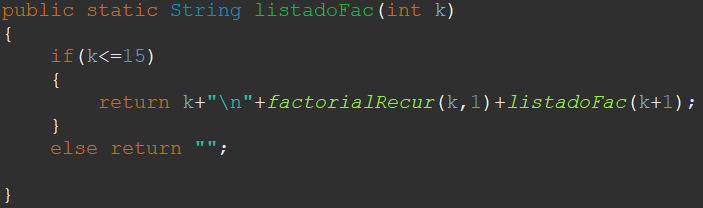 public static String listadoFac(int k)
{
    if(k<=15)
    {
        return k+"\n"+factorialRecur(k,1)+listadoFac(k+1);
    }
    else return "";
}